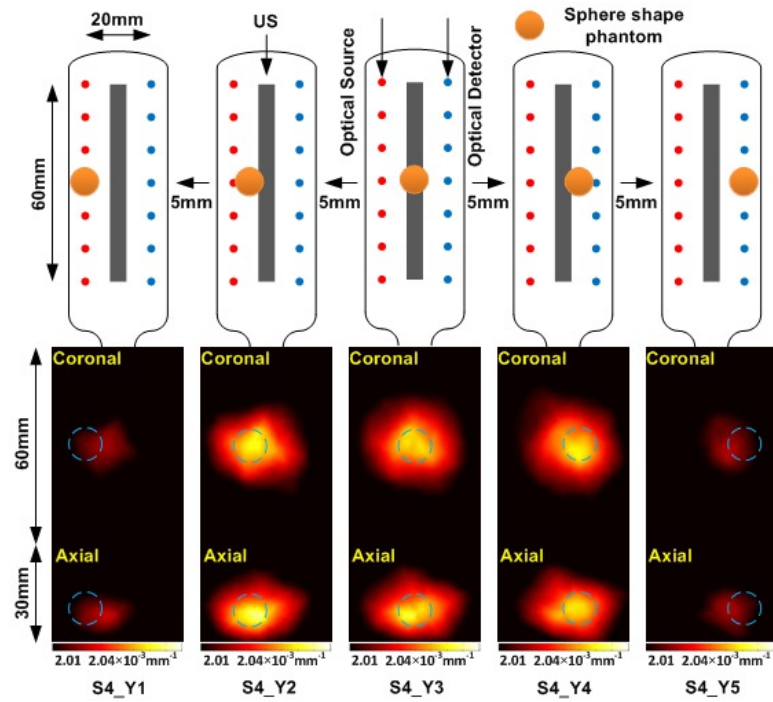 20mm
US
Sphere shape
phantom
Optical Source
Optical Detector
60mm
5mm
5mm
5mm
5mm
Coronal
Coronal
Coronal
Coronal
Coronal
60mm
Axial
Axial
Axial
Axial
Axial
30mm
2.01 2.04×10⁻³mm⁻¹
2.01 2.04×10⁻³mm⁻¹
2.01 2.04×10⁻³mm⁻¹
2.01 2.04×10⁻³mm⁻¹
2.01 2.04×10⁻³mm⁻¹
S4_Y1
S4_Y2
S4_Y3
S4_Y4
S4_Y5